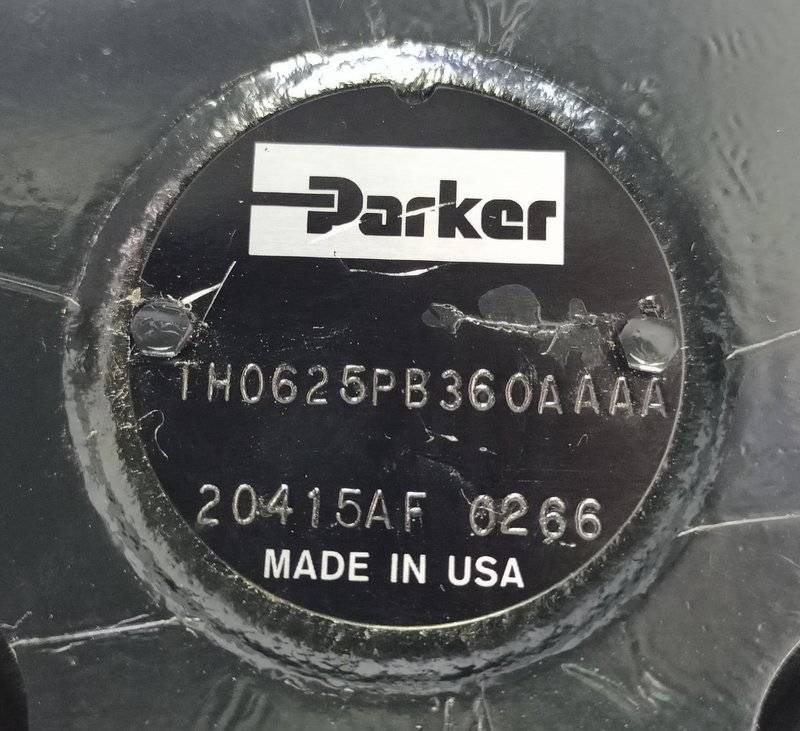 Parker
TH0625PB360AAAA
20415AF 0266
MADE IN USA